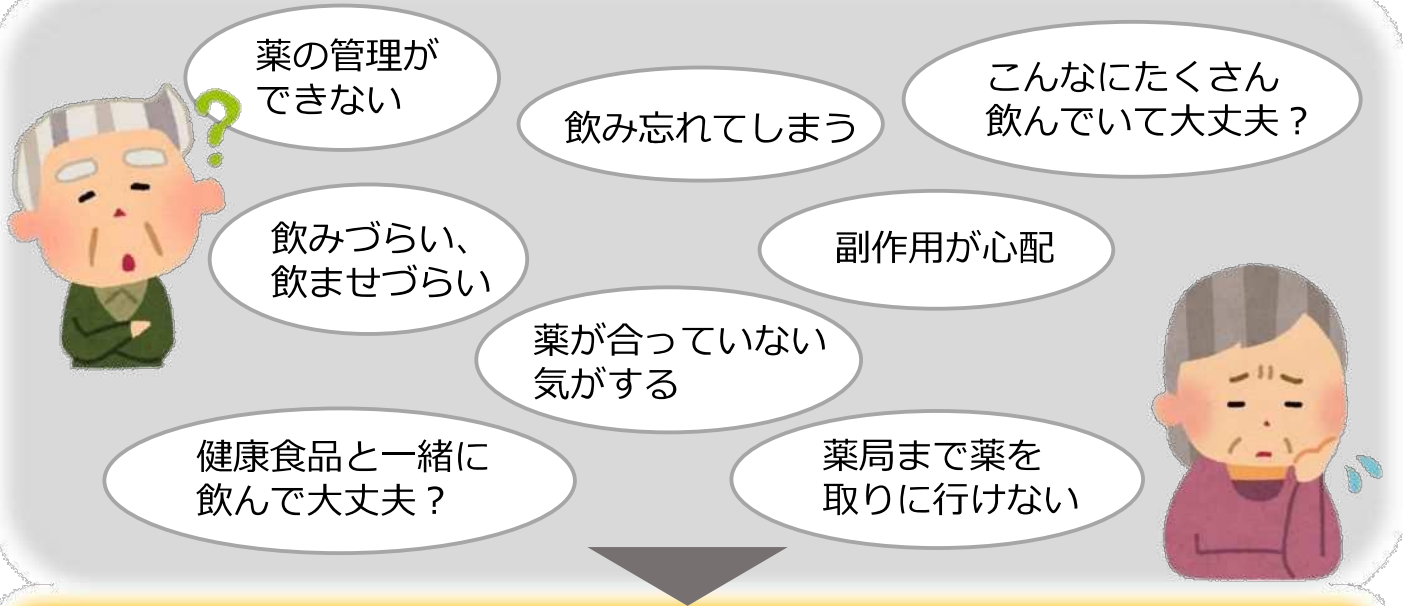 薬の管理が
できない
飲み忘れてしまう
こんなにたくさん
飲んでいて大丈夫？
飲みづらい、
飲ませづらい
副作用が心配
薬が合っていない
気がする
健康食品と一緒に
飲んで大丈夫？
薬局まで薬を
取りに行けない